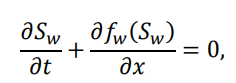 ∂S_w/∂t + ∂f_w(S_w)/∂x = 0,